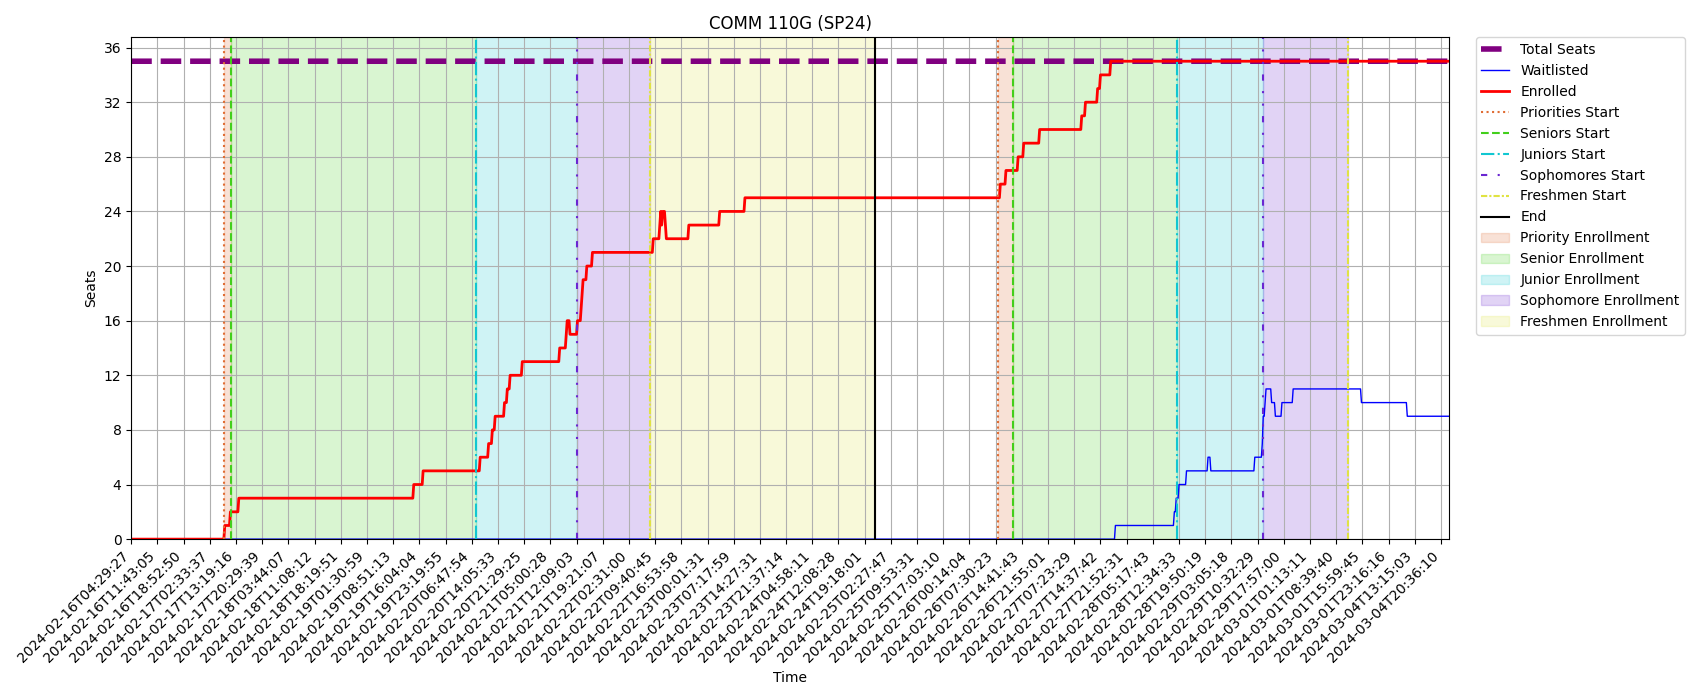 COMM 110G (SP24)
Seats
36
32
28
24
20
16
12
8
4
0
2024-02-16T04:29:27
2024-02-16T11:43:05
2024-02-16T18:52:50
2024-02-17T02:33:37
2024-02-17T13:19:16
2024-02-17T20:29:39
2024-02-18T03:44:07
2024-02-18T11:08:12
2024-02-18T18:19:51
2024-02-19T01:30:59
2024-02-19T08:51:13
2024-02-19T16:04:04
2024-02-19T23:19:55
2024-02-20T06:47:54
2024-02-20T14:05:33
2024-02-20T21:29:25
2024-02-21T05:00:28
2024-02-21T12:09:03
2024-02-21T19:21:07
2024-02-22T02:31:00
2024-02-22T09:40:45
2024-02-22T16:53:58
2024-02-23T00:01:31
2024-02-23T07:17:59
2024-02-23T14:27:31
2024-02-23T21:37:14
2024-02-24T04:58:11
2024-02-24T12:08:28
2024-02-24T19:18:01
2024-02-25T02:27:47
2024-02-25T09:53:31
2024-02-25T17:03:10
2024-02-26T00:14:04
2024-02-26T07:30:23
2024-02-26T14:41:43
2024-02-26T21:55:01
2024-02-27T07:23:29
2024-02-27T14:37:42
2024-02-27T21:52:31
2024-02-28T05:17:43
2024-02-28T12:34:33
2024-02-28T19:50:19
2024-02-29T03:05:18
2024-02-29T10:32:29
2024-02-29T17:57:00
2024-03-01T01:13:11
2024-03-01T08:39:40
2024-03-01T15:59:45
2024-03-01T23:16:16
2024-03-04T13:15:03
2024-03-04T20:36:10
Time
Total Seats
Waitlisted
Enrolled
Priorities Start
Seniors Start
Juniors Start
Sophomores Start
Freshmen Start
End
Priority Enrollment
Senior Enrollment
Junior Enrollment
Sophomore Enrollment
Freshmen Enrollment